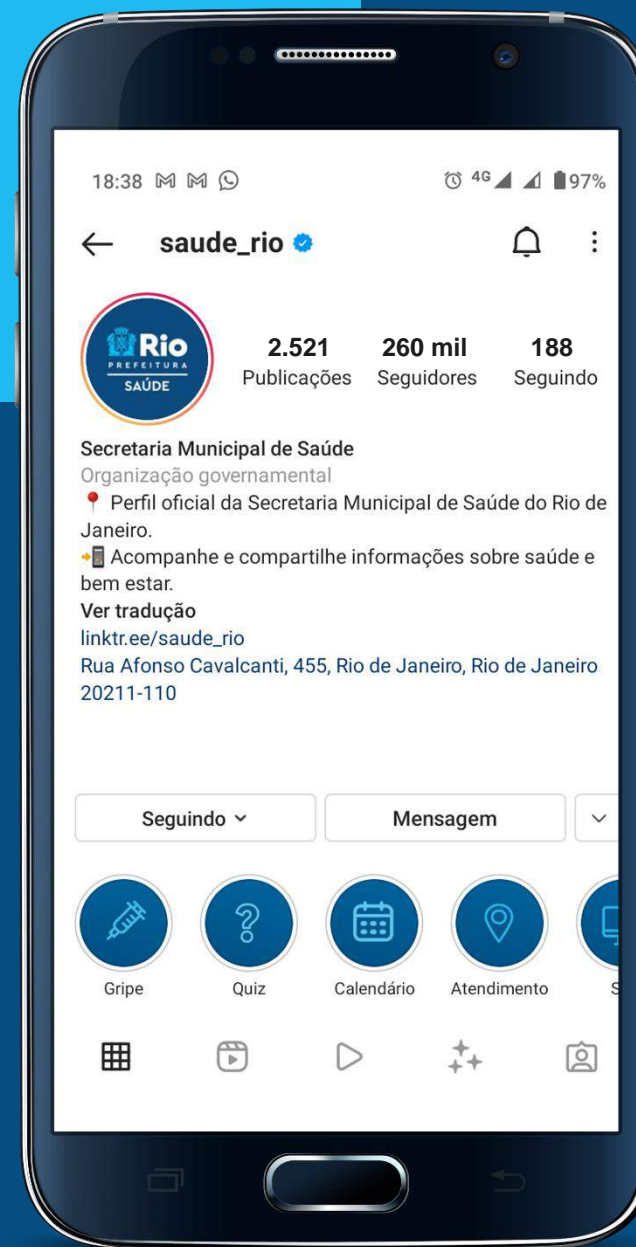 18:38
4G
97%
saude_rio
Rio
PREFEITURA
SAÚDE
2.521
260 mil
188
Publicações
Seguidores
Seguindo
Secretaria Municipal de Saúde
Organização governamental
Perfil oficial da Secretaria Municipal de Saúde do Rio de
Janeiro.
Acompanhe e compartilhe informações sobre saúde e
bem estar.
Ver tradução
linktr.ee/saude_rio
Rua Afonso Cavalcanti, 455, Rio de Janeiro, Rio de Janeiro
20211-110
Seguindo
Mensagem
Gripe
Quiz
Calendário
Atendimento
S